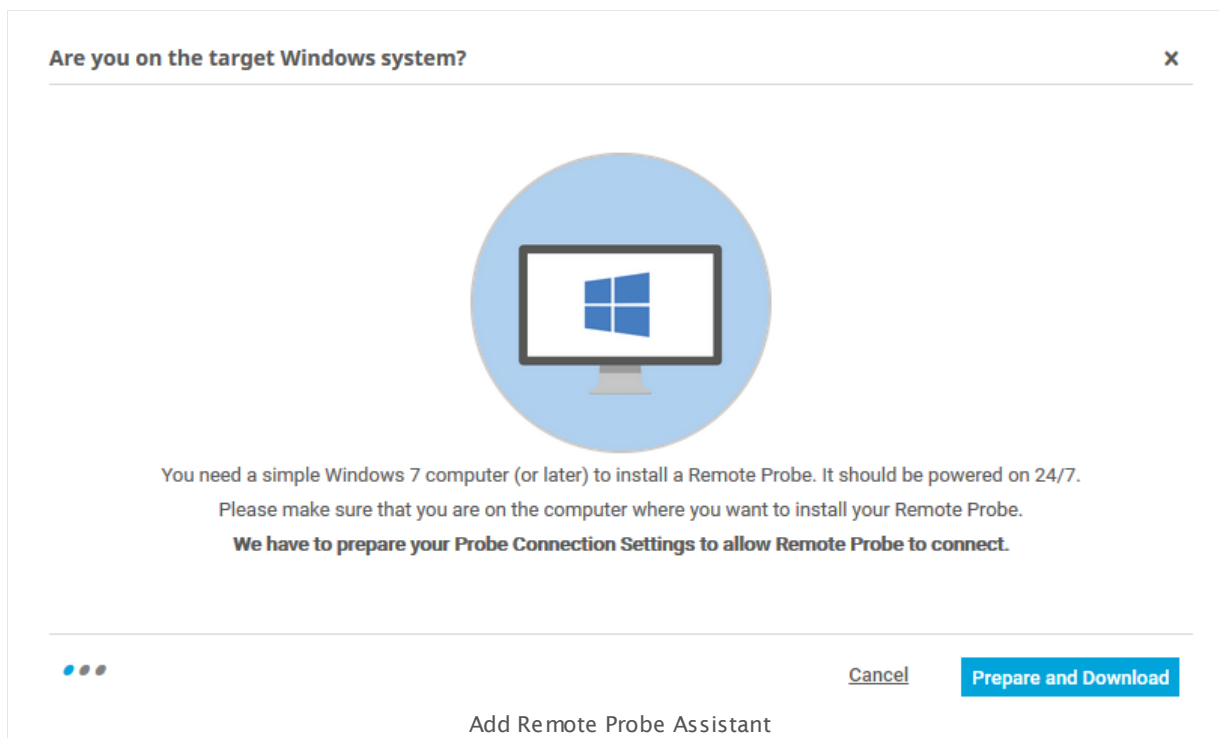 Are you on the target Windows system?
x
You need a simple Windows 7 computer (or later) to install a Remote Probe. It should be powered on 24/7.
Please make sure that you are on the computer where you want to install your Remote Probe.
We have to prepare your Probe Connection Settings to allow Remote Probe to connect.
Cancel
Prepare and Download
Add Remote Probe Assistant